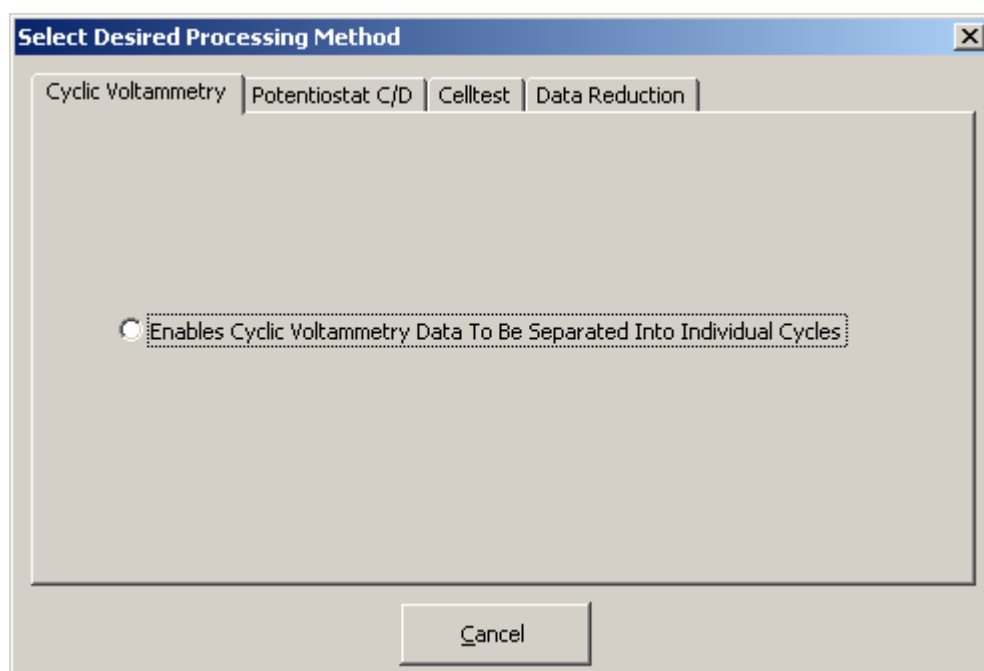 Select Desired Processing Method
Cyclic Voltammetry Potentiostat C/D Celltest Data Reduction
Enables Cyclic Voltammetry Data To Be Separated Into Individual Cycles
Cancel